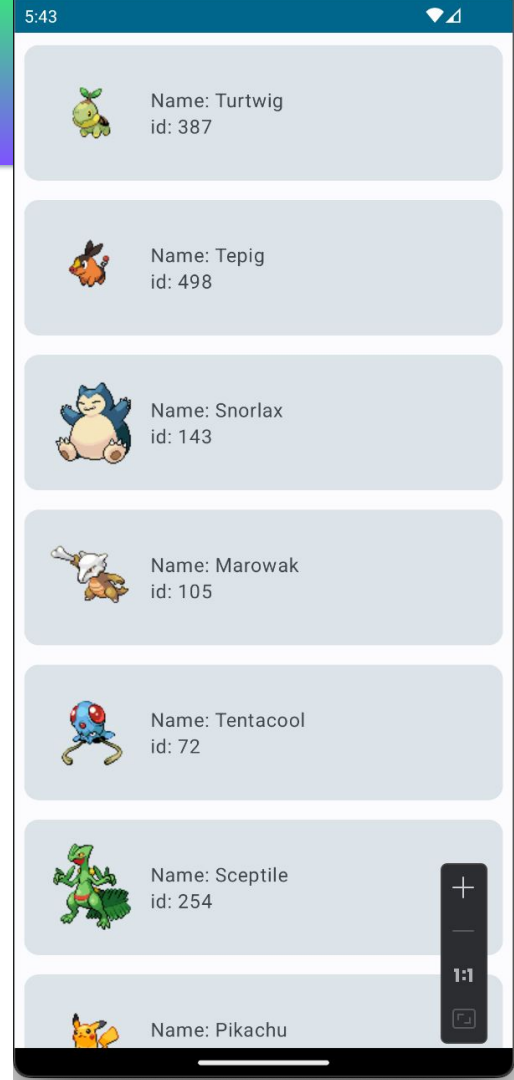 5:43
Name: Turtwig
id: 387
Name: Tepig
id: 498
Name: Snorlax
id: 143
Name: Marowak
id: 105
Name: Tentacool
id: 72
Name: Sceptile
id: 254
1:1
Name: Pikachu